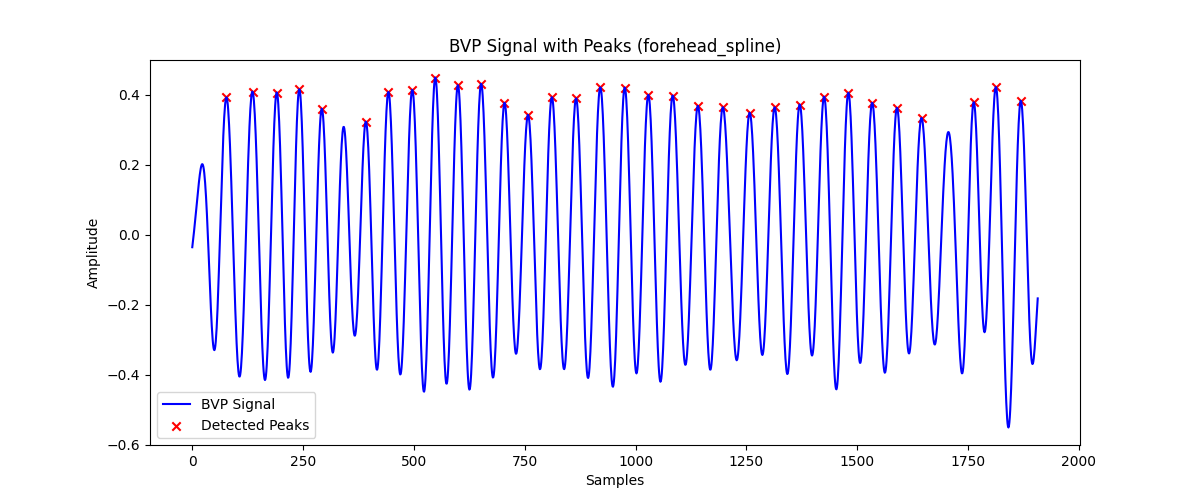 BVP Signal with Peaks (forehead_spline)
0.4
0.2
0.0
−0.2
−0.4
−0.6
Amplitude
BVP Signal
Detected Peaks
0 250 500 750 1000 1250 1500 1750 2000
Samples